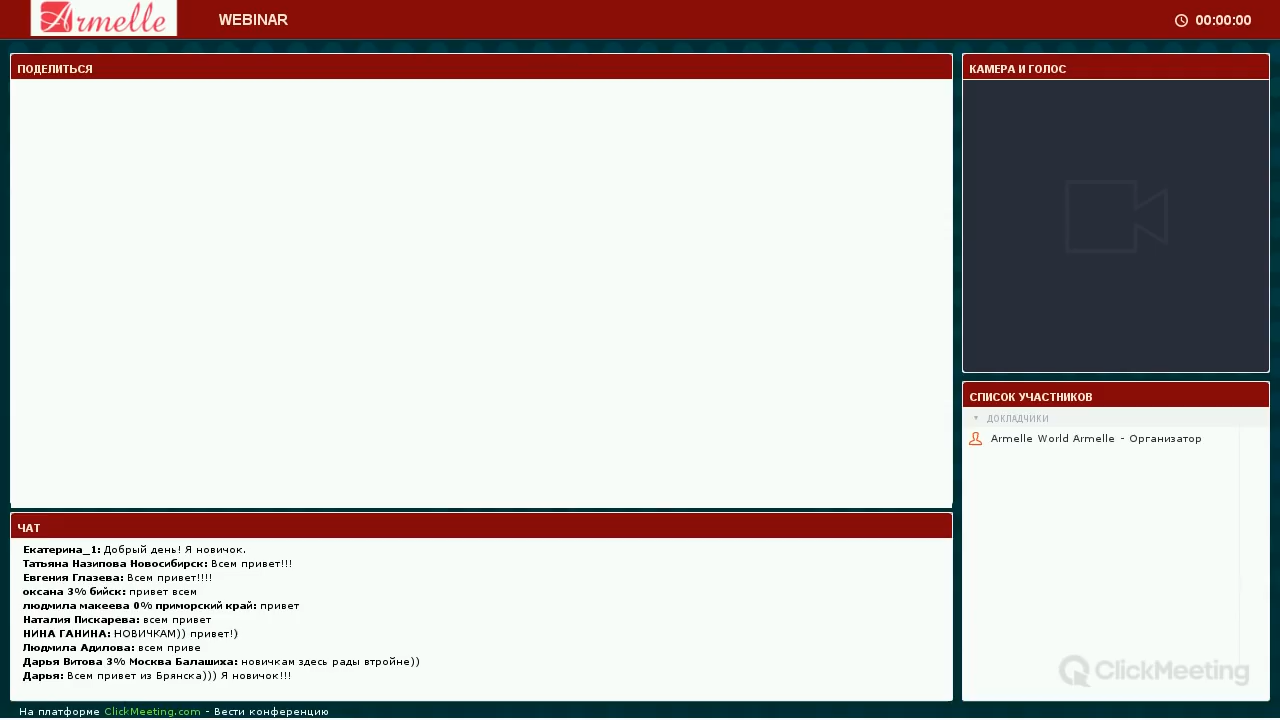 Armelle
WEBINAR
00:00:00
ПОДЕЛИТЬСЯ
КАМЕРА И ГОЛОС
СПИСОК УЧАСТНИКОВ
ДОКЛАДЧИКИ
Armelle World Armelle - Организатор
ClickMeeting
ЧАТ
Екатерина_1: Добрый день! Я новичок.
Татьяна Назипова Новосибирск: Всем привет!!!
Евгения Глазева: Всем привет!!!!
оксана 3% бийск: привет всем
людмила макеева 0% приморский край: привет
Наталия Пискарева: всем привет
НИНА ГАНИНА: НОВИЧКАМ)) привет!)
Людмила Адилова: всем приве
Дарья Витова 3% Москва Балашиха: новичкам здесь рады втройне))
Дарья: Всем привет из Брянска))) Я новичок!!!
На платформе ClickMeeting.com - Вести конференцию